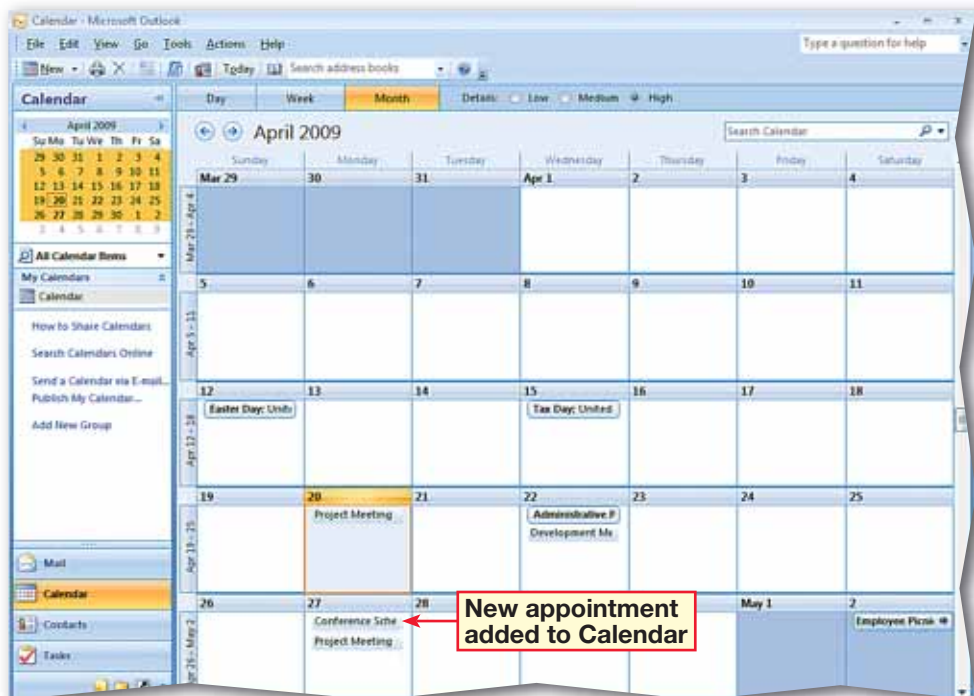 Calendar - Microsoft Outlook
File Edit View Go Tools Actions Help
Type a question for help
New Today Search address books
Calendar
Day Week Month Details: Low Medium High
April 2009
Su Mo Tu We Th Fr Sa
29 30 31 1 2 3 4
5 6 7 8 9 10 11
12 13 14 15 16 17 18
19 20 21 22 23 24 25
26 27 28 29 30 1 2
3 4 5 6 7 8 9
All Calendar Items
My Calendars
Calendar
How to Share Calendars
Search Calendars Online
Send a Calendar via E-mail...
Publish My Calendar...
Add New Group
Mail
Calendar
Contacts
Tasks
April 2009
Search Calendar
Sunday Monday Tuesday Wednesday Thursday Friday Saturday
Mar 29 - Apr 4
Mar 29 30 31 Apr 1 2 3 4
Apr 5 - 11
5 6 7 8 9 10 11
Apr 12 - 18
12 13 14 15 16 17 18
Easter Day; Unit
Tax Day; United
Apr 19 - 25
19 20 21 22 23 24 25
Project Meeting
Administrative P
Development Me
Apr 26 - May 2
26 27 28 May 1 2
Conference Sche
Project Meeting
Employee Picnic
New appointment
added to Calendar